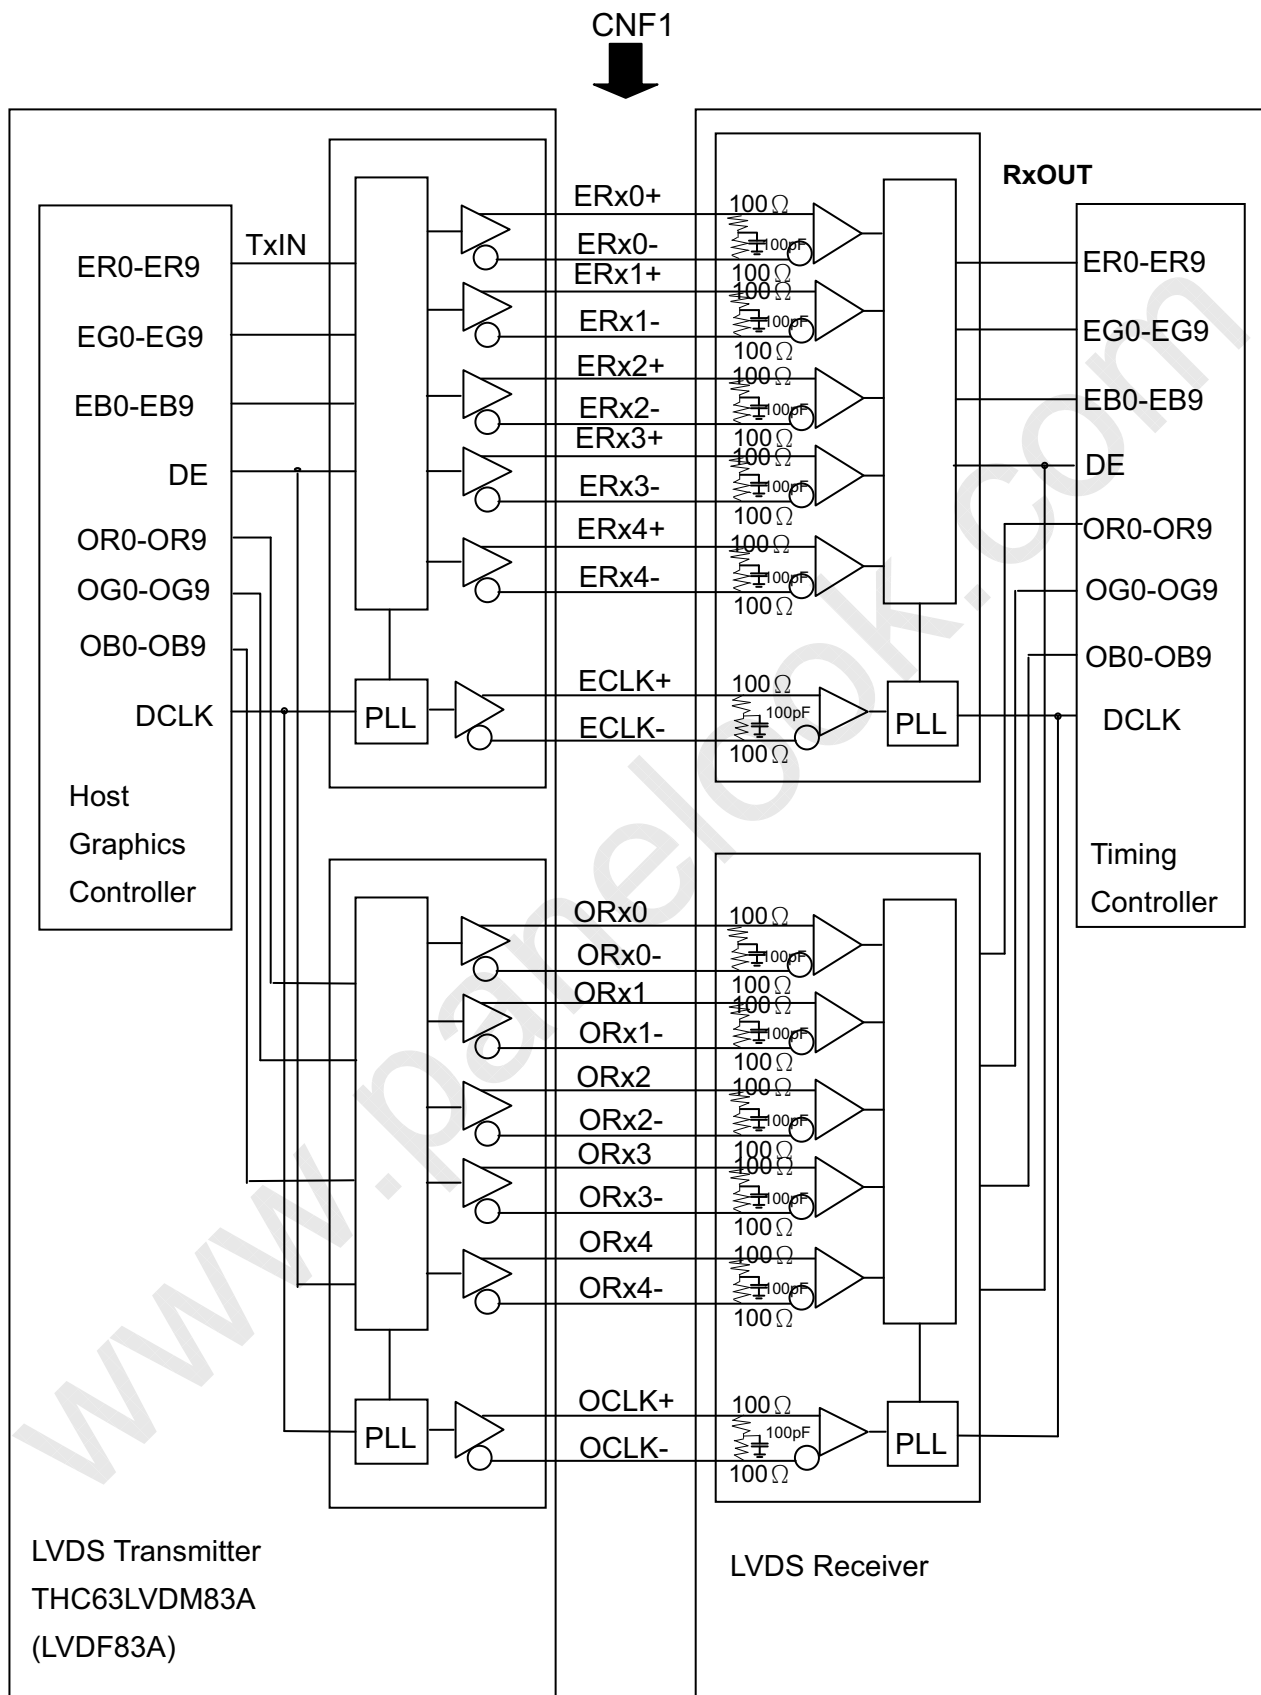 CNF1
RxOUT
TxIN
ER0-ER9
EG0-EG9
EB0-EB9
DE
OR0-OR9
OG0-OG9
OB0-OB9
DCLK
Host
Graphics
Controller
PLL
PLL
ERx0+
ERx0-
ERx1+
ERx1-
ERx2+
ERx2-
ERx3+
ERx3-
ERx4+
ERx4-
ECLK+
ECLK-
ORx0
ORx0-
ORx1
ORx1-
ORx2
ORx2-
ORx3
ORx3-
ORx4
ORx4-
OCLK+
OCLK-
100Ω
100pF
100Ω
100Ω
100pF
100Ω
100Ω
100pF
100Ω
100Ω
100pF
100Ω
100Ω
100pF
100Ω
100Ω
100pF
100Ω
100Ω
100pF
100Ω
100Ω
100pF
100Ω
100Ω
100pF
100Ω
100Ω
100pF
100Ω
100Ω
100pF
100Ω
100Ω
100pF
100Ω
PLL
PLL
ER0-ER9
EG0-EG9
EB0-EB9
DE
OR0-OR9
OG0-OG9
OB0-OB9
DCLK
Timing
Controller
LVDS Transmitter
THC63LVDM83A
(LVDF83A)
LVDS Receiver
www.panelook.com